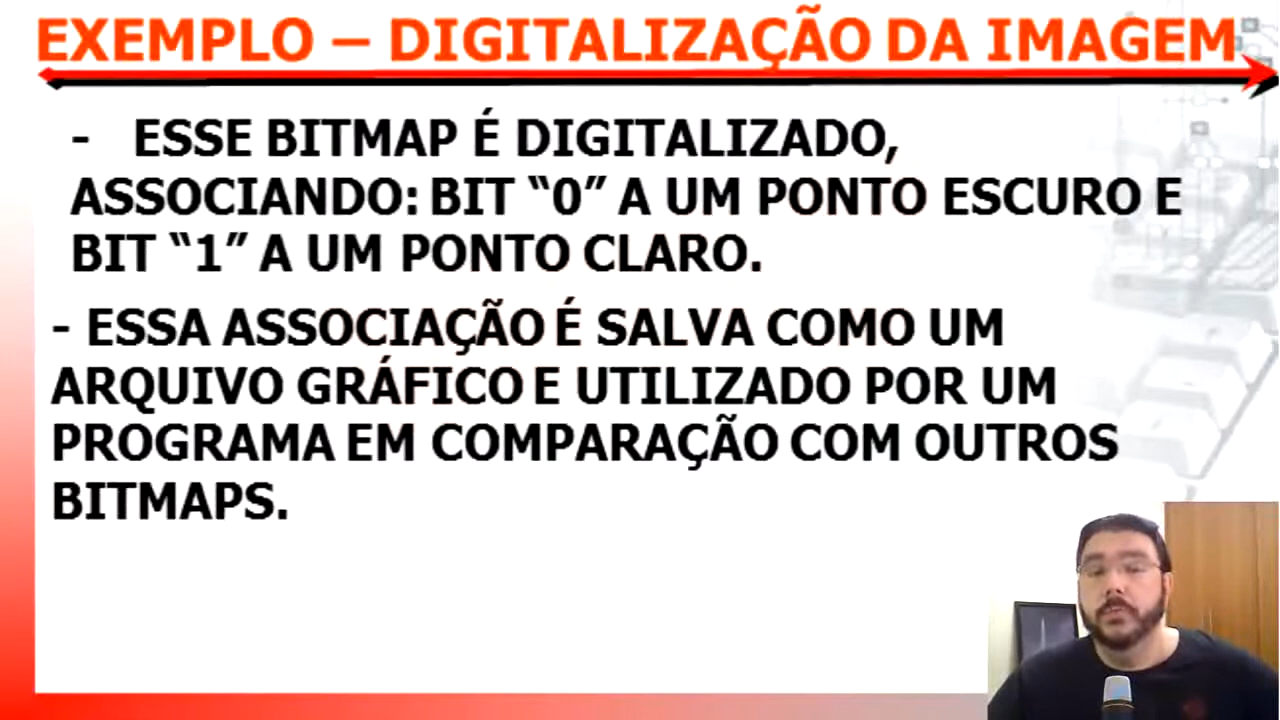 EXEMPLO – DIGITALIZAÇÃO DA IMAGEM
- ESSE BITMAP É DIGITALIZADO,
ASSOCIANDO: BIT “0” A UM PONTO ESCURO E
BIT “1” A UM PONTO CLARO.
- ESSA ASSOCIAÇÃO É SALVA COMO UM
ARQUIVO GRÁFICO E UTILIZADO POR UM
PROGRAMA EM COMPARAÇÃO COM OUTROS
BITMAPS.